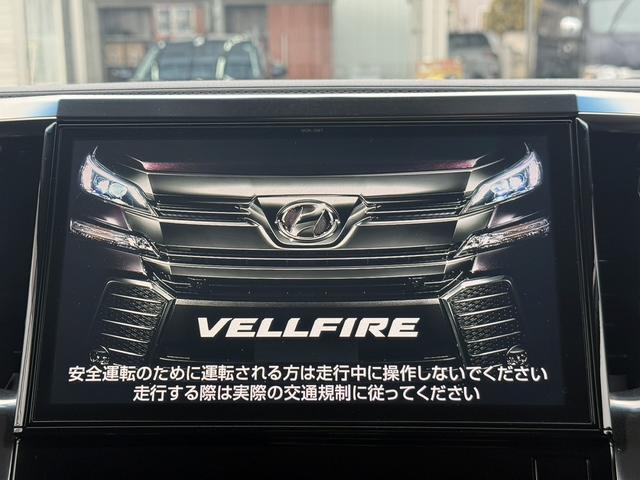 VELLFIRE
安全運転のために運転される方は走行中に操作しないでください
走行する際は実際の交通規制に従ってください